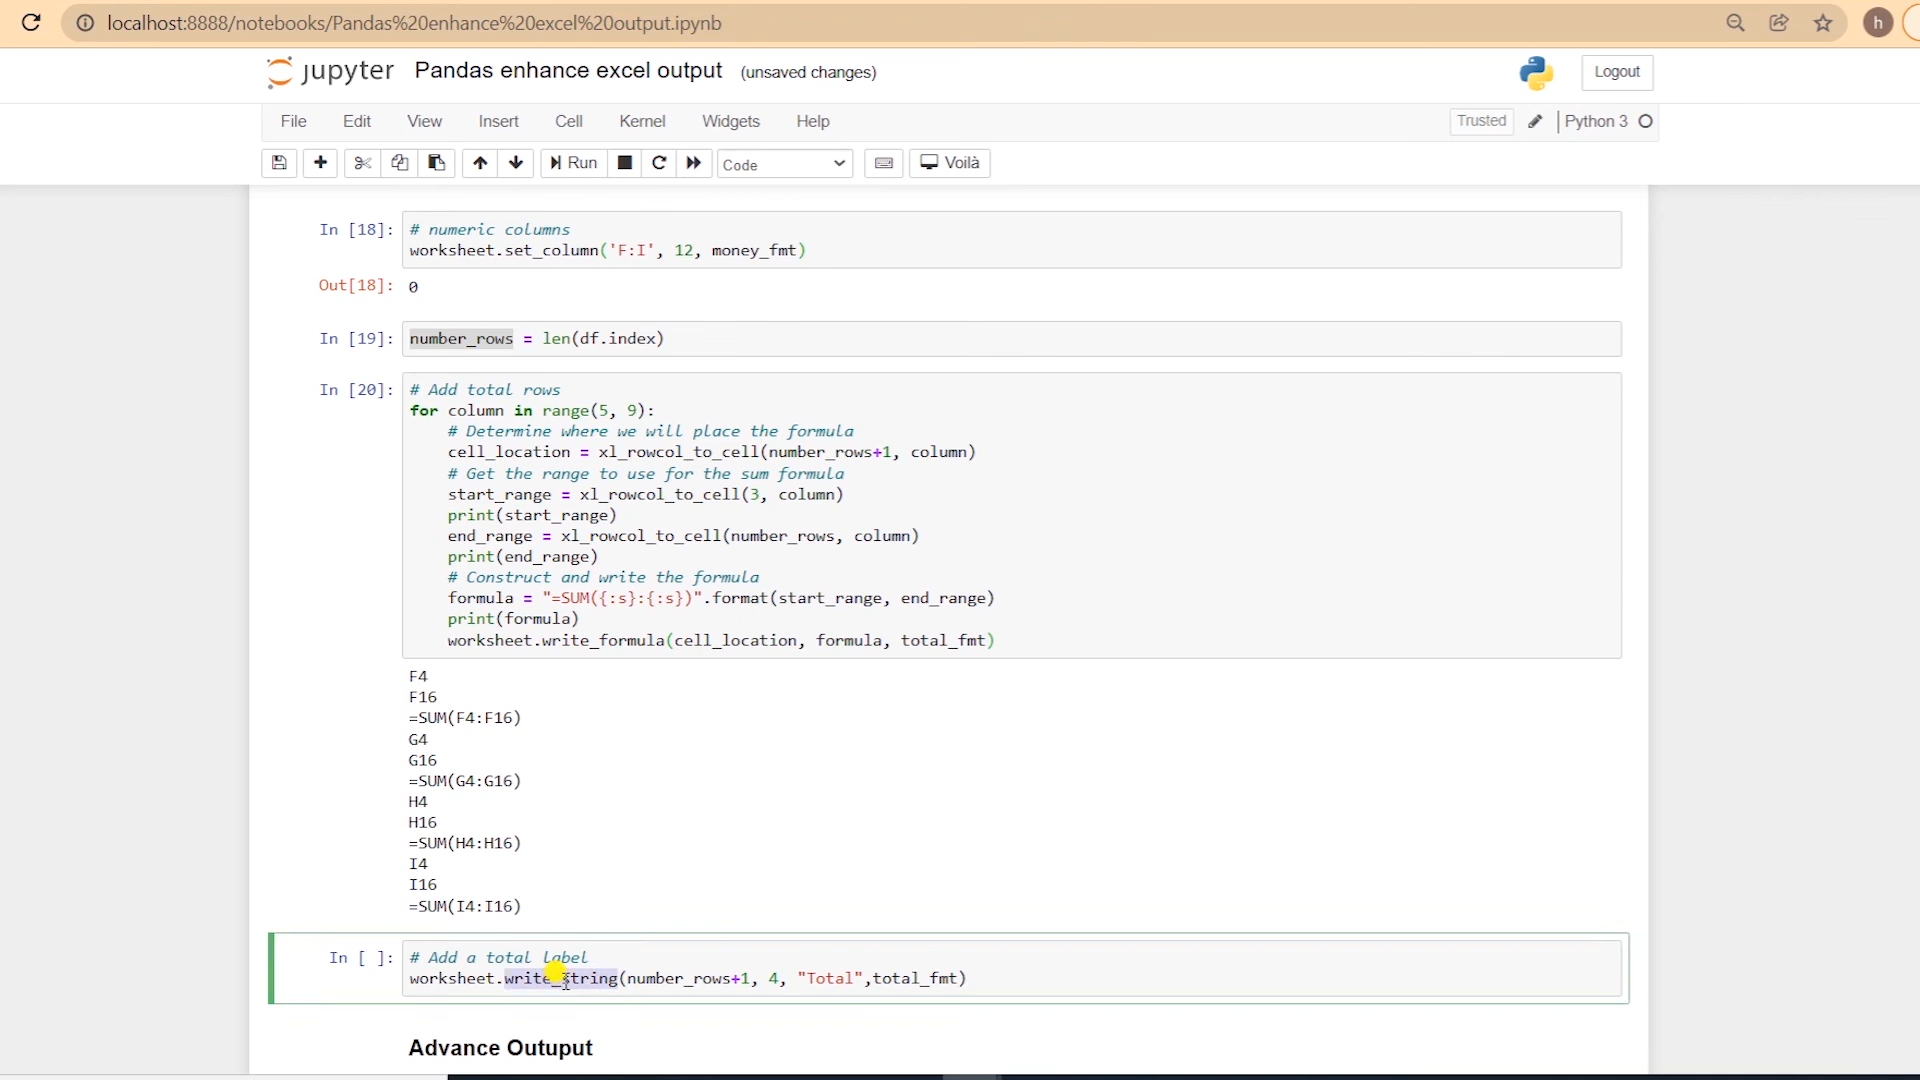 localhost:8888/notebooks/Pandas%20enhance%20excel%20output.ipynb
h
jupyter Pandas enhance excel output (unsaved changes)
Logout
File Edit View Insert Cell Kernel Widgets Help
Trusted Python 3
Run Code Voilà
In [18]: # numeric columns
worksheet.set_column('F:I', 12, money_fmt)
Out[18]: 0
In [19]: number_rows = len(df.index)
In [20]: # Add total rows
for column in range(5, 9):
# Determine where we will place the formula
cell_location = xl_rowcol_to_cell(number_rows+1, column)
# Get the range to use for the sum formula
start_range = xl_rowcol_to_cell(3, column)
print(start_range)
end_range = xl_rowcol_to_cell(number_rows, column)
print(end_range)
# Construct and write the formula
formula = "=SUM({:s}:{:s})".format(start_range, end_range)
print(formula)
worksheet.write_formula(cell_location, formula, total_fmt)
F4
F16
=SUM(F4:F16)
G4
G16
=SUM(G4:G16)
H4
H16
=SUM(H4:H16)
I4
I16
=SUM(I4:I16)
In [ ]: # Add a total label
worksheet.write_string(number_rows+1, 4, "Total",total_fmt)
Advance Outuput